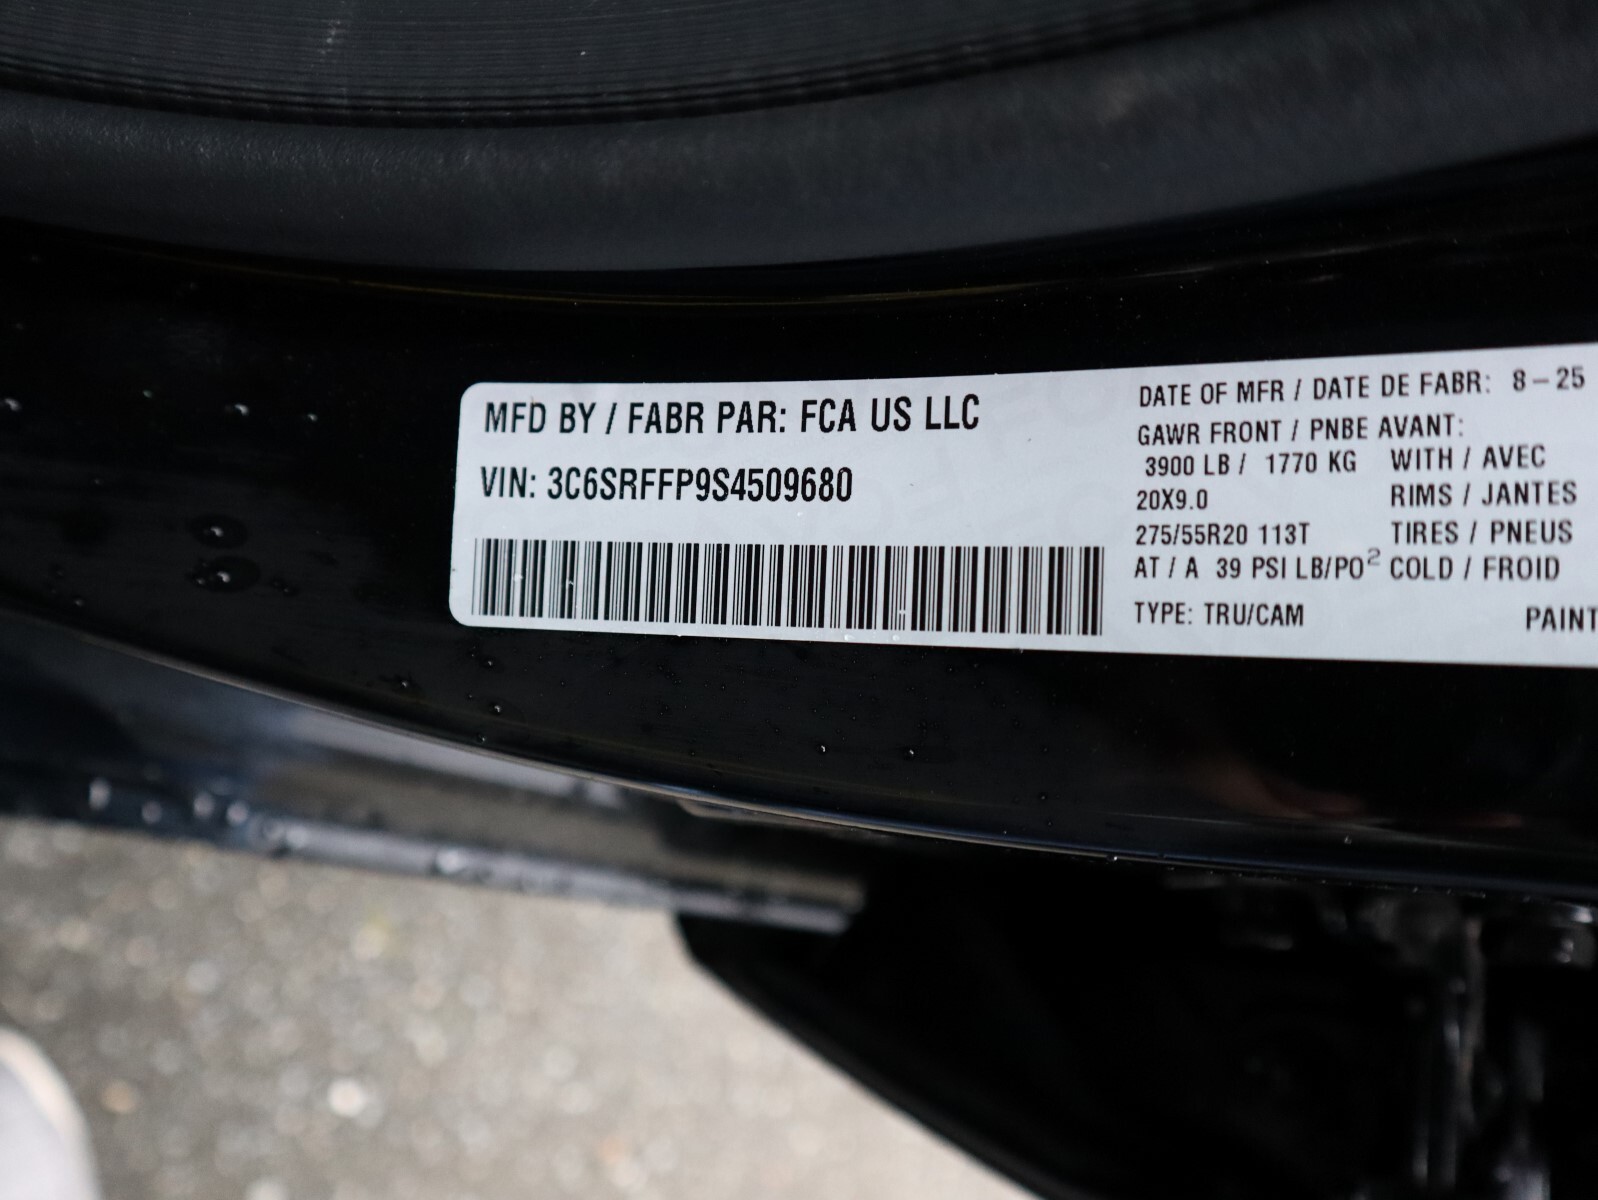 MFD BY / FABR PAR: FCA US LLC
VIN: 3C6SRFFP9S4509680
DATE OF MFR / DATE DE FABR: 8-25
GAWR FRONT / PNBE AVANT:
3900 LB / 1770 KG WITH / AVEC
20X9.0 RIMS / JANTES
275/55R20 113T TIRES / PNEUS
AT / A 39 PSI LB/PO² COLD / FROID
TYPE: TRU/CAM PAINT